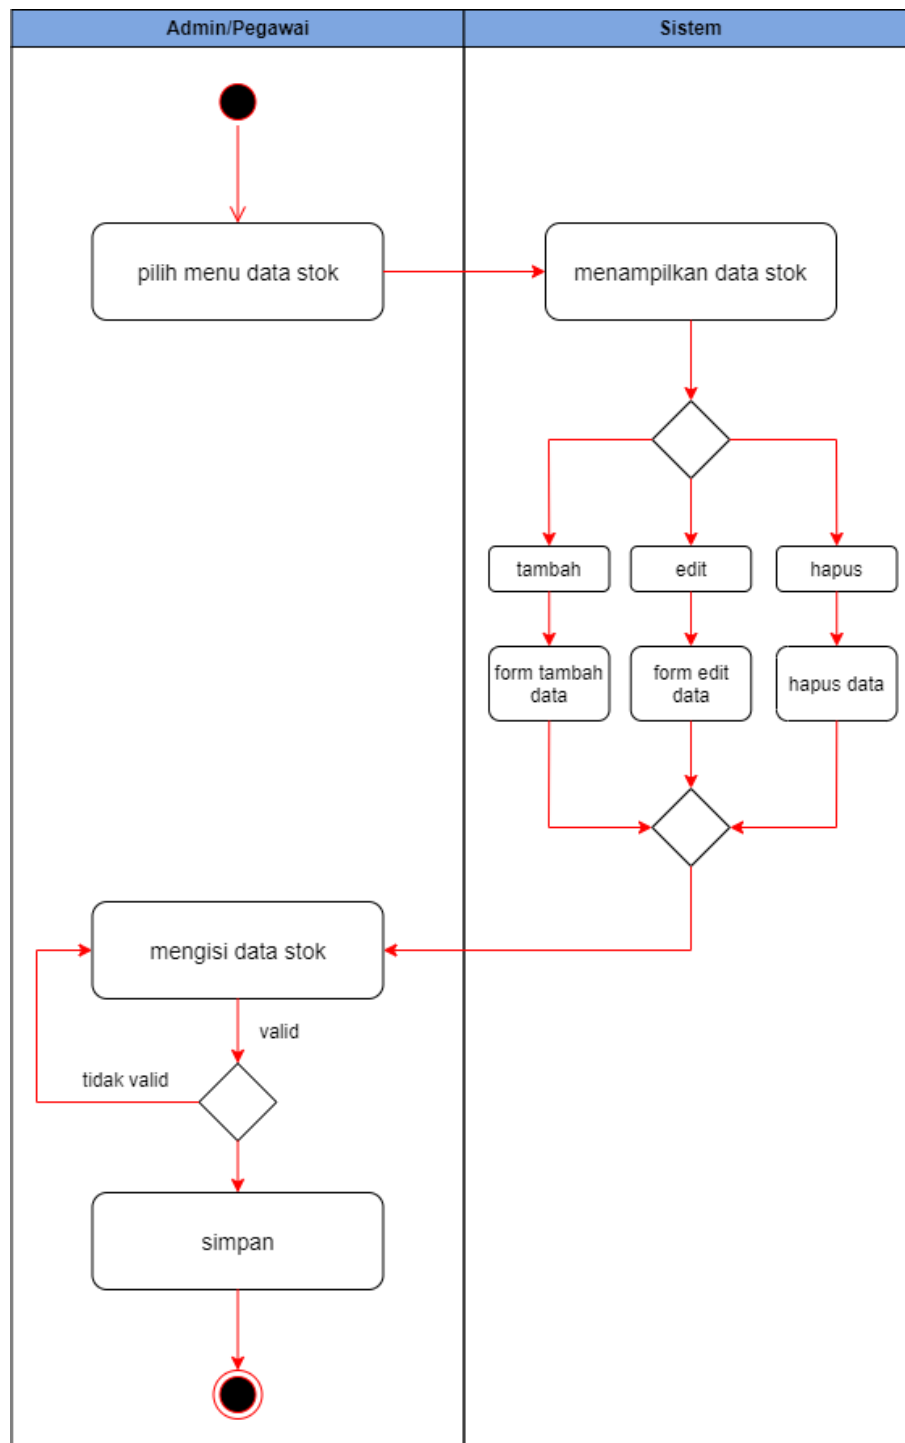 Admin/Pegawai
Sistem
pilih menu data stok
menampilkan data stok
tambah
edit
hapus
form tambah
data
form edit
data
hapus data
mengisi data stok
valid
tidak valid
simpan